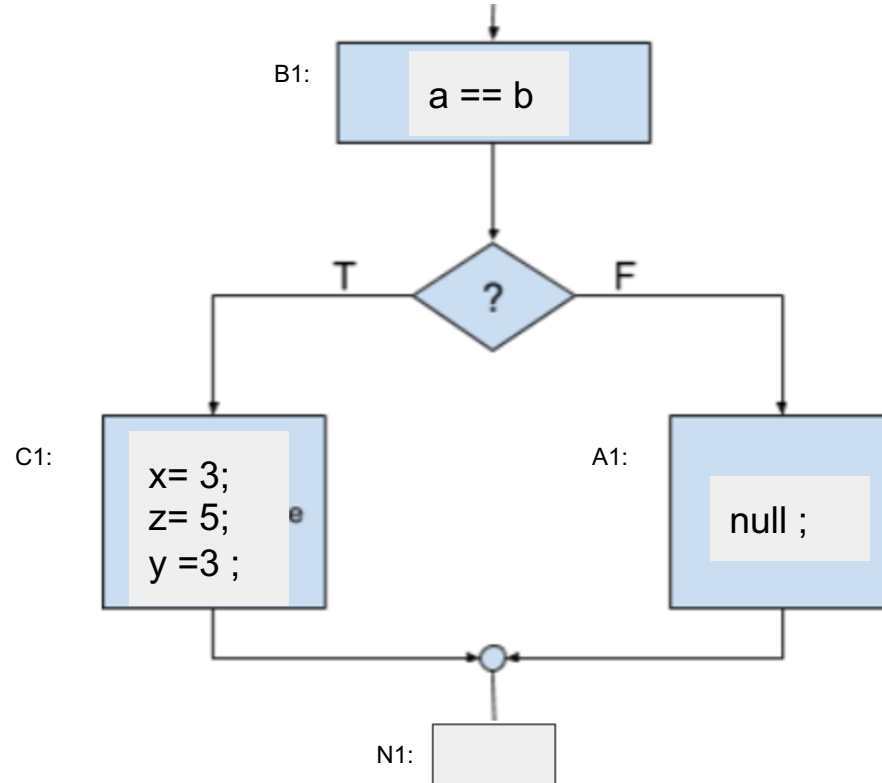 B1:
a == b
T
?
F
C1:
x= 3;
z= 5;
y =3 ;
e
A1:
null ;
N1: